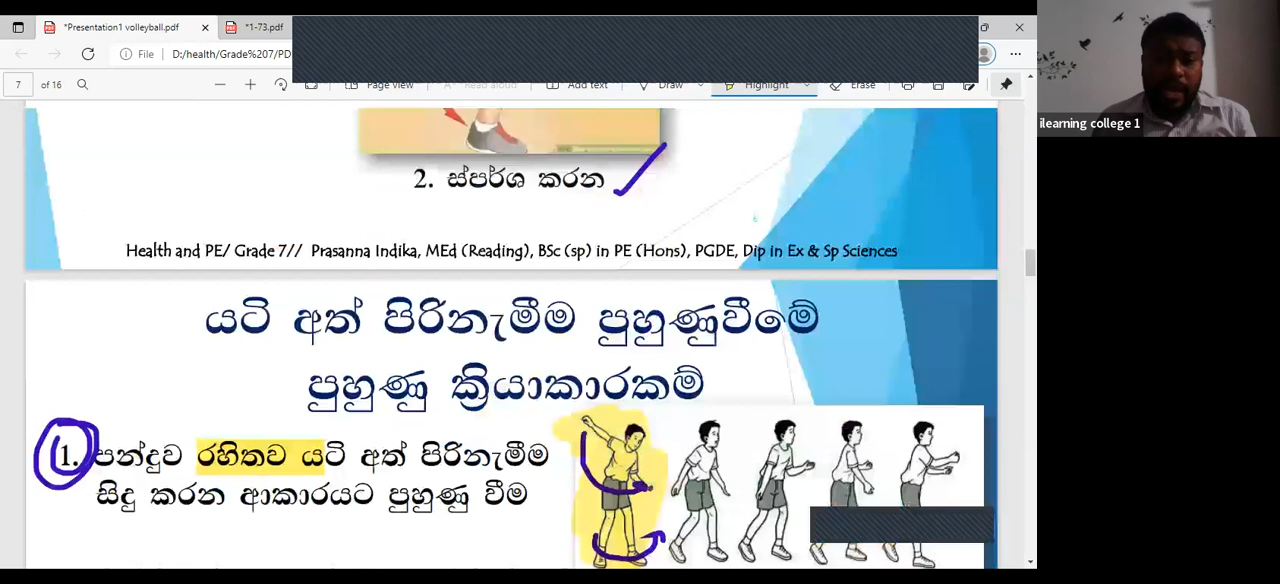 *Presentation1 volleyball.pdf
*1-73.pdf
File D:/health/Grade%207/PD
7 of 16
Page view
Read aloud
Add text
Draw
Highlight
Erase
ilearning college 1
2. ස්පර්ශ කරන
Health and PE/ Grade 7// Prasanna Indika, MEd (Reading), BSc (sp) in PE (Hons), PGDE, Dip in Ex & Sp Sciences
යටි අත් පිරිනැමීම පුහුණුවීමේ
පුහුණු ක්‍රියාකාරකම්
1. පන්දුව රහිතව යටි අත් පිරිනැමීම
සිදු කරන ආකාරයට පුහුණු වීම